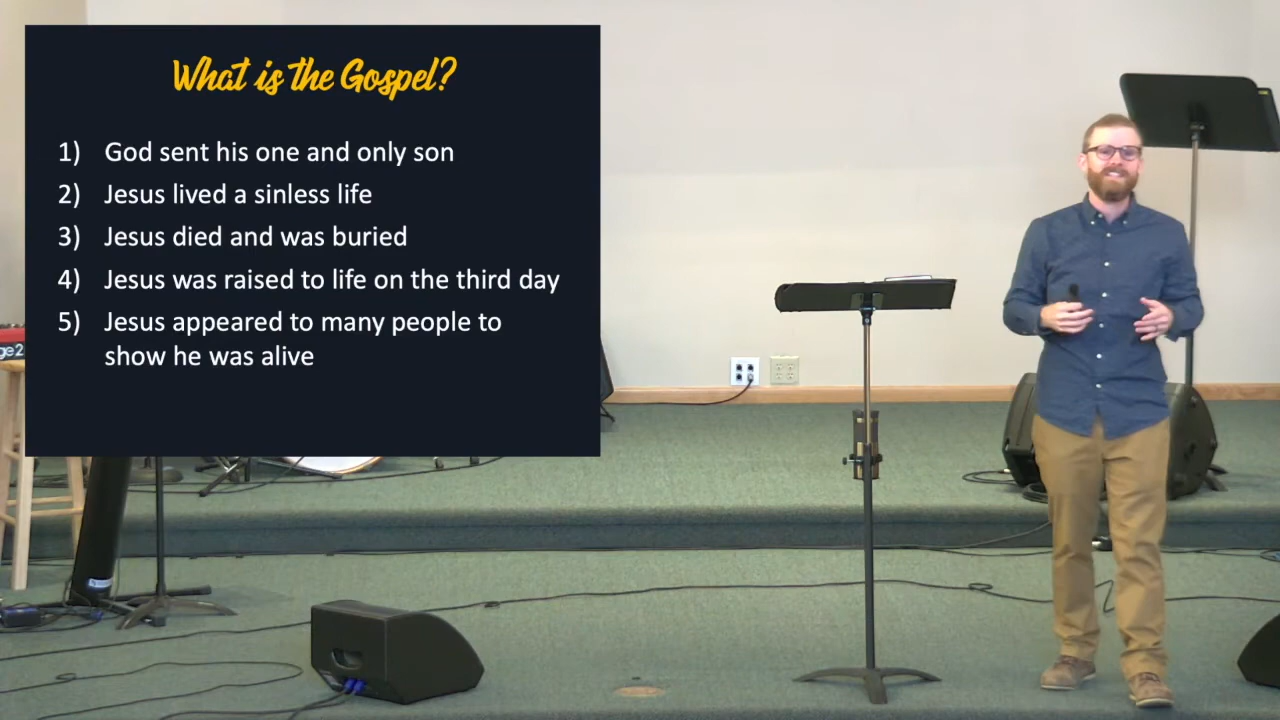 What is the Gospel?
1) God sent his one and only son
2) Jesus lived a sinless life
3) Jesus died and was buried
4) Jesus was raised to life on the third day
5) Jesus appeared to many people to
show he was alive